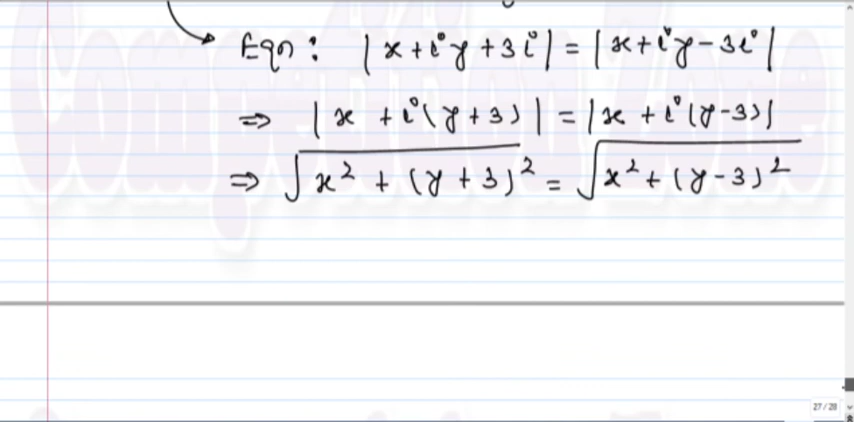 Eqn: |x+iy+3i| = |x+iy-3i|
⇒ |x + i(y+3)| = |x + i(y-3)|
⇒ √x² + (y+3)² = √x² + (y-3)²
27/28